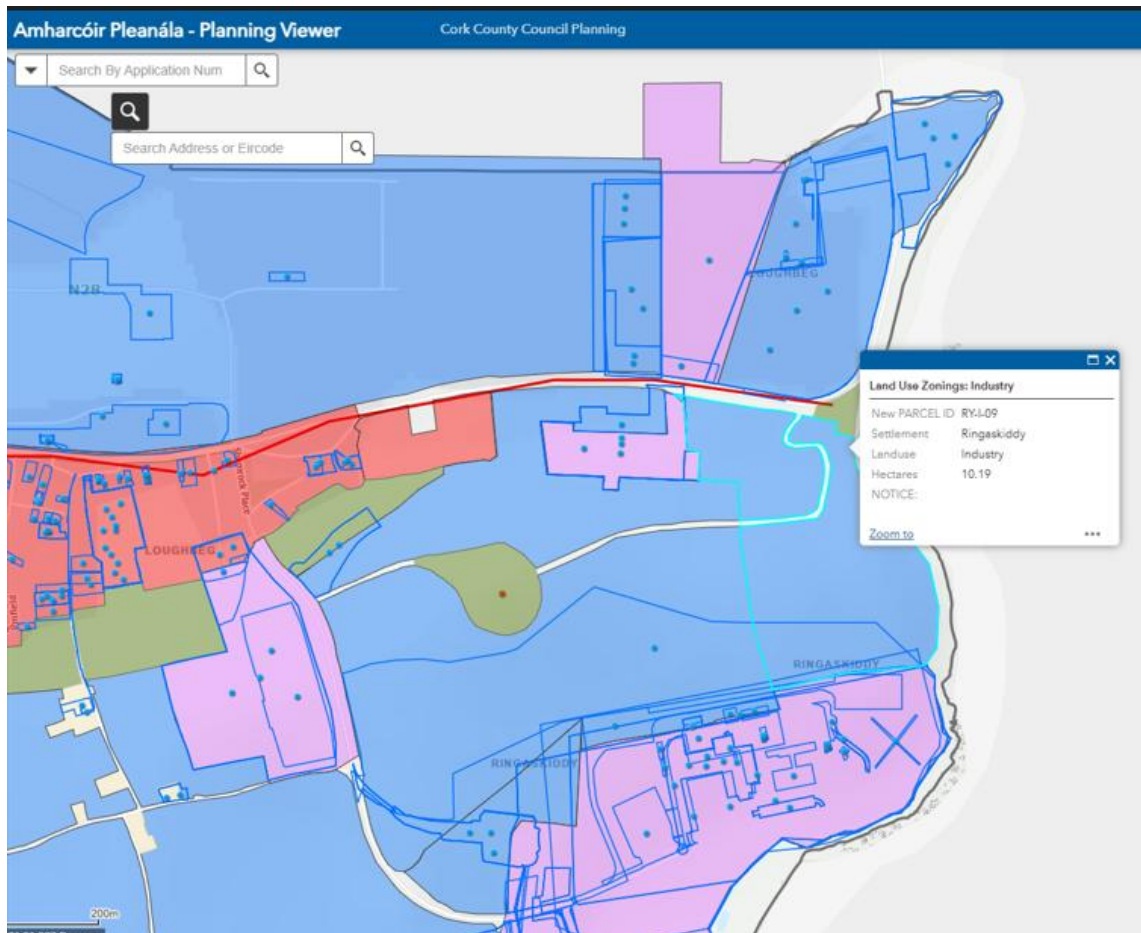 Amharcóir Pleanála - Planning Viewer
Cork County Council Planning
Search By Application Num
Search Address or Eircode
N28
LOUGHBEG
Land Use Zonings: Industry
New PARCEL ID RY-I-09
Settlement Ringaskiddy
Landuse Industry
Hectares 10.19
NOTICE:
Zoom to
LOUGHBEG
RINGASKIDDY
RINGASKIDDY
200m